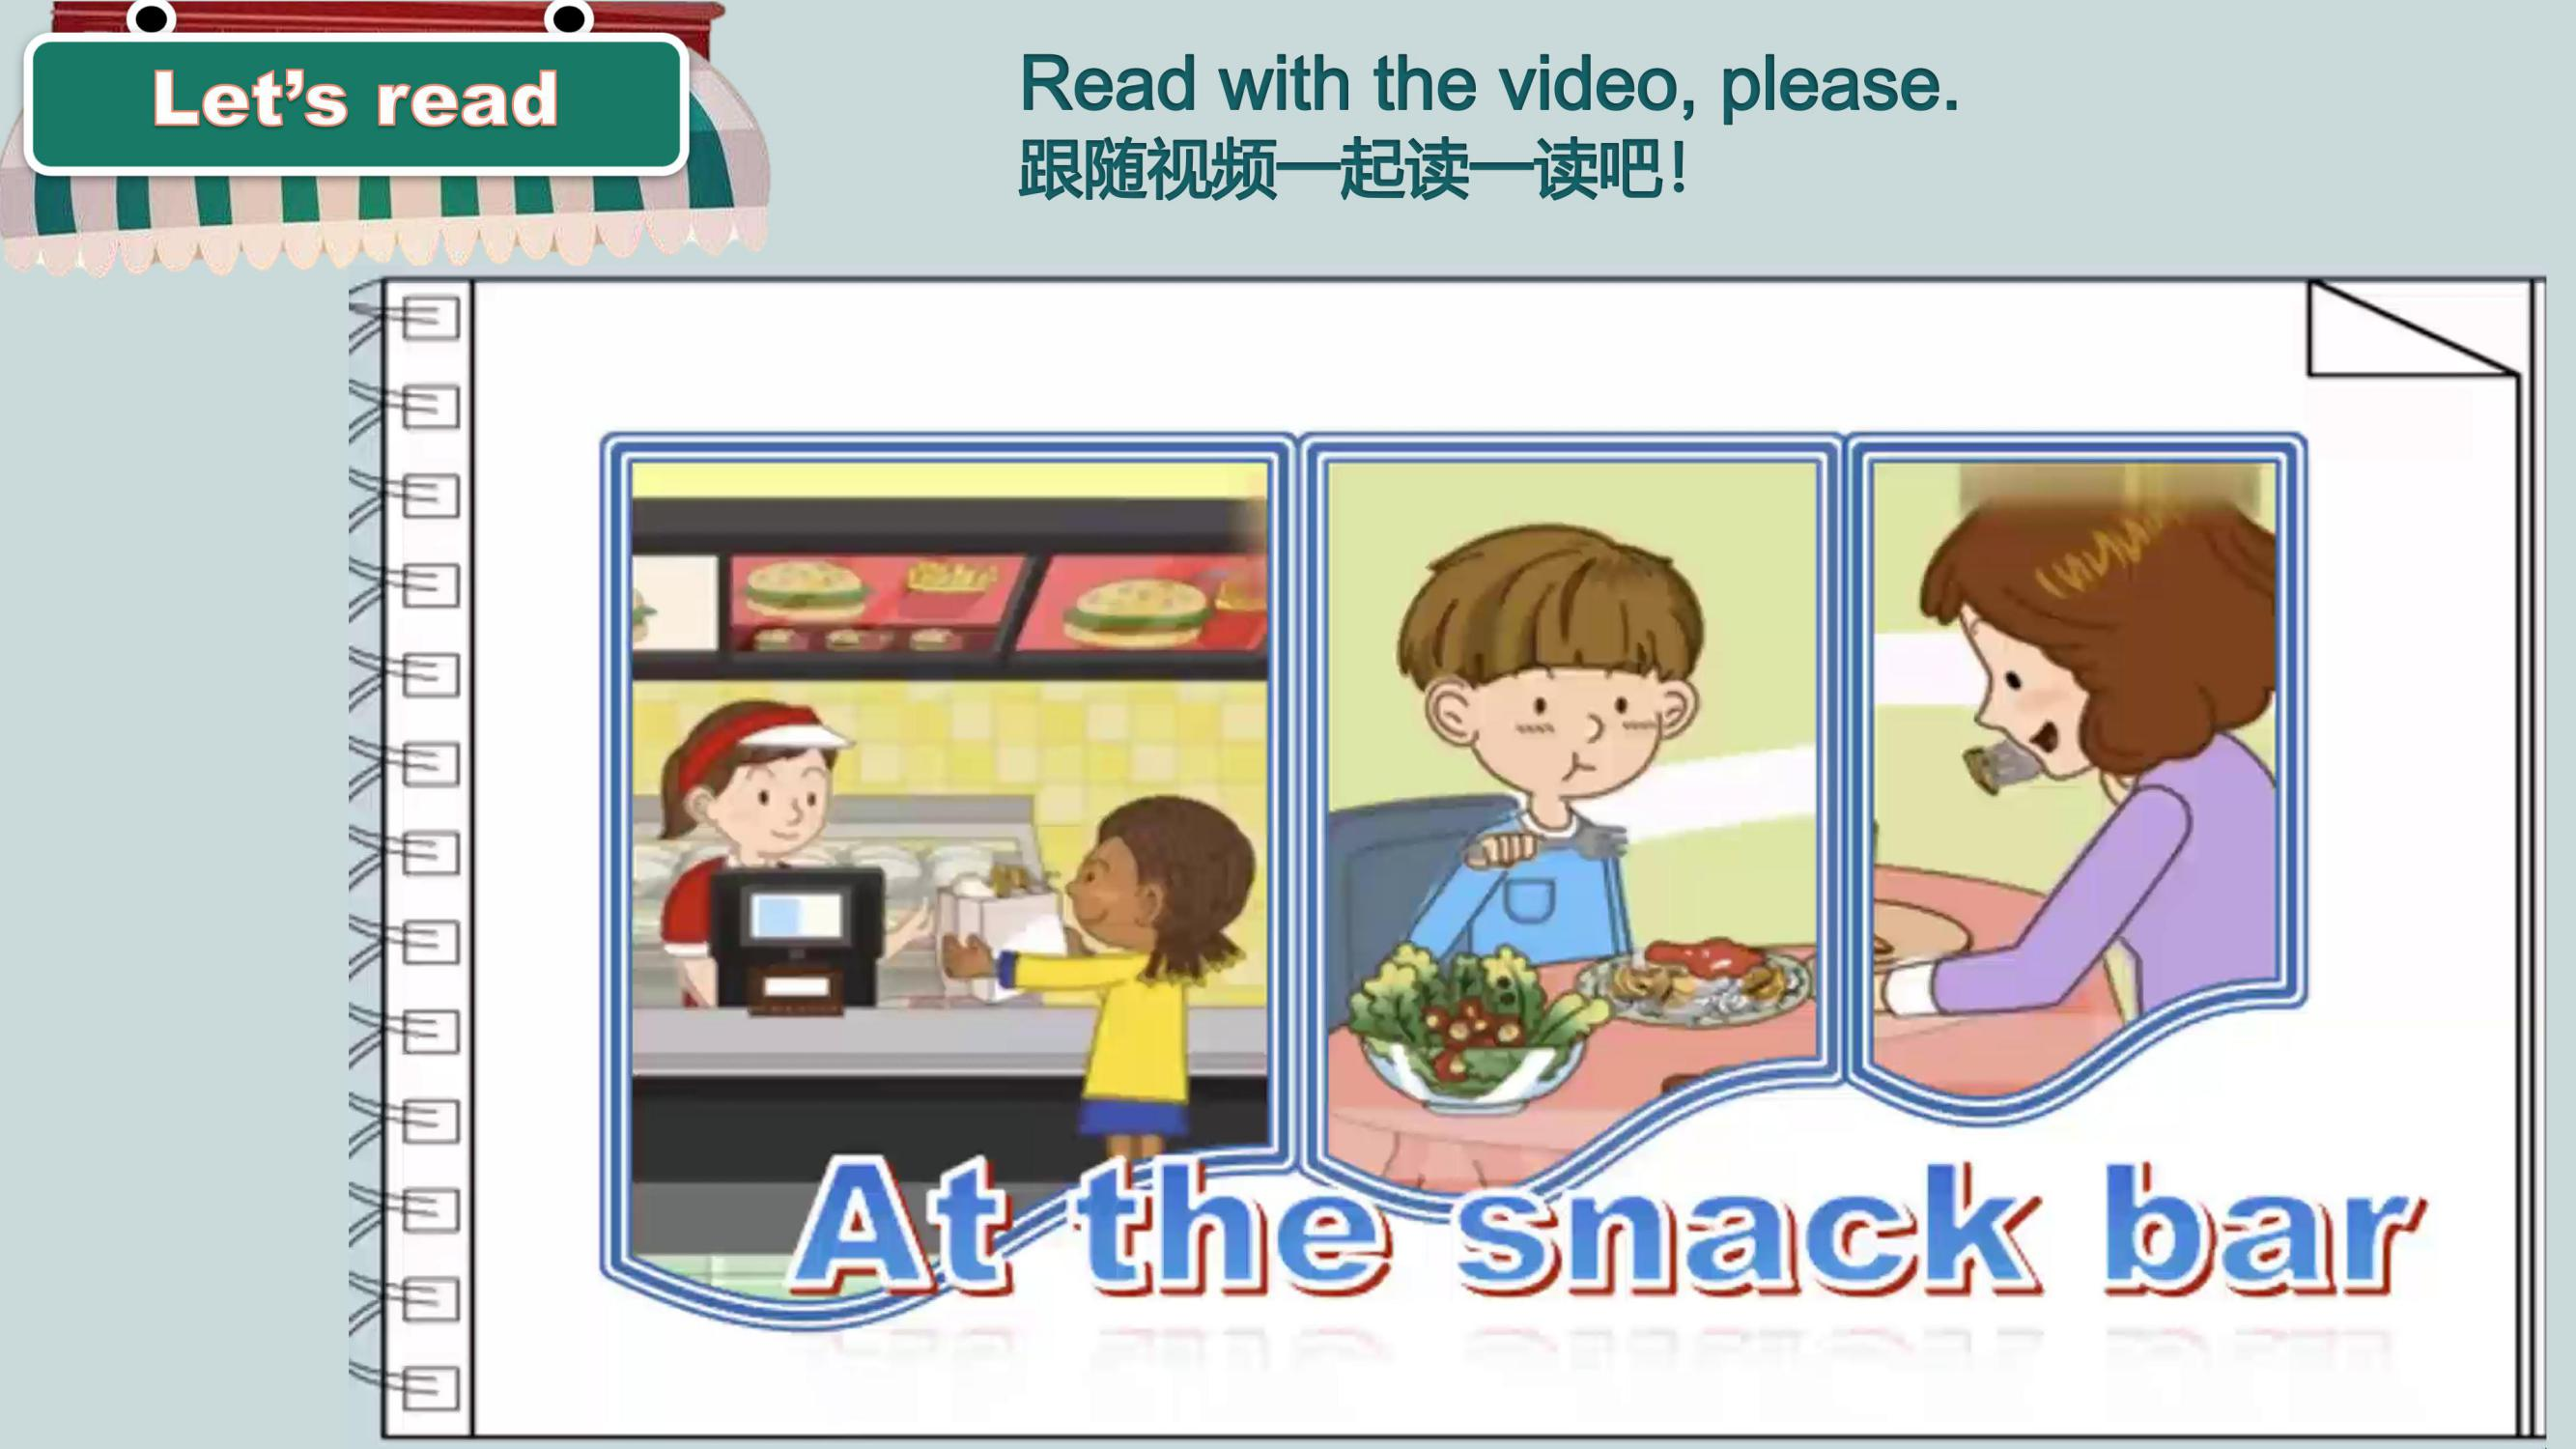 Let's read
Read with the video, please.
跟随视频一起读一读吧!
At the snack bar